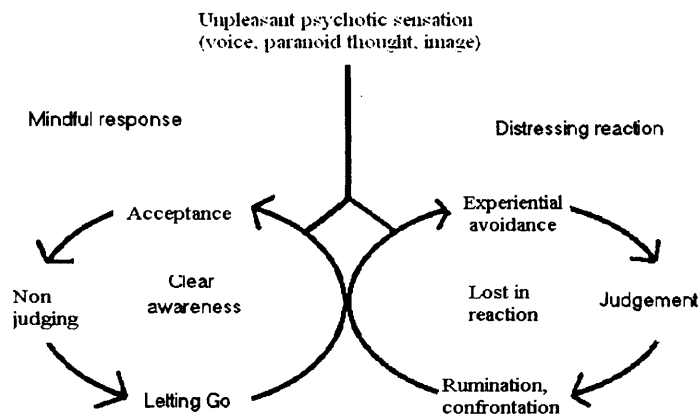 Unpleasant psychotic sensation
(voice, paranoid thought, image)
Mindful response
Distressing reaction
Acceptance
Experiential
avoidance
Clear
awareness
Non
judging
Lost in
reaction
Judgement
Letting Go
Rumination,
confrontation